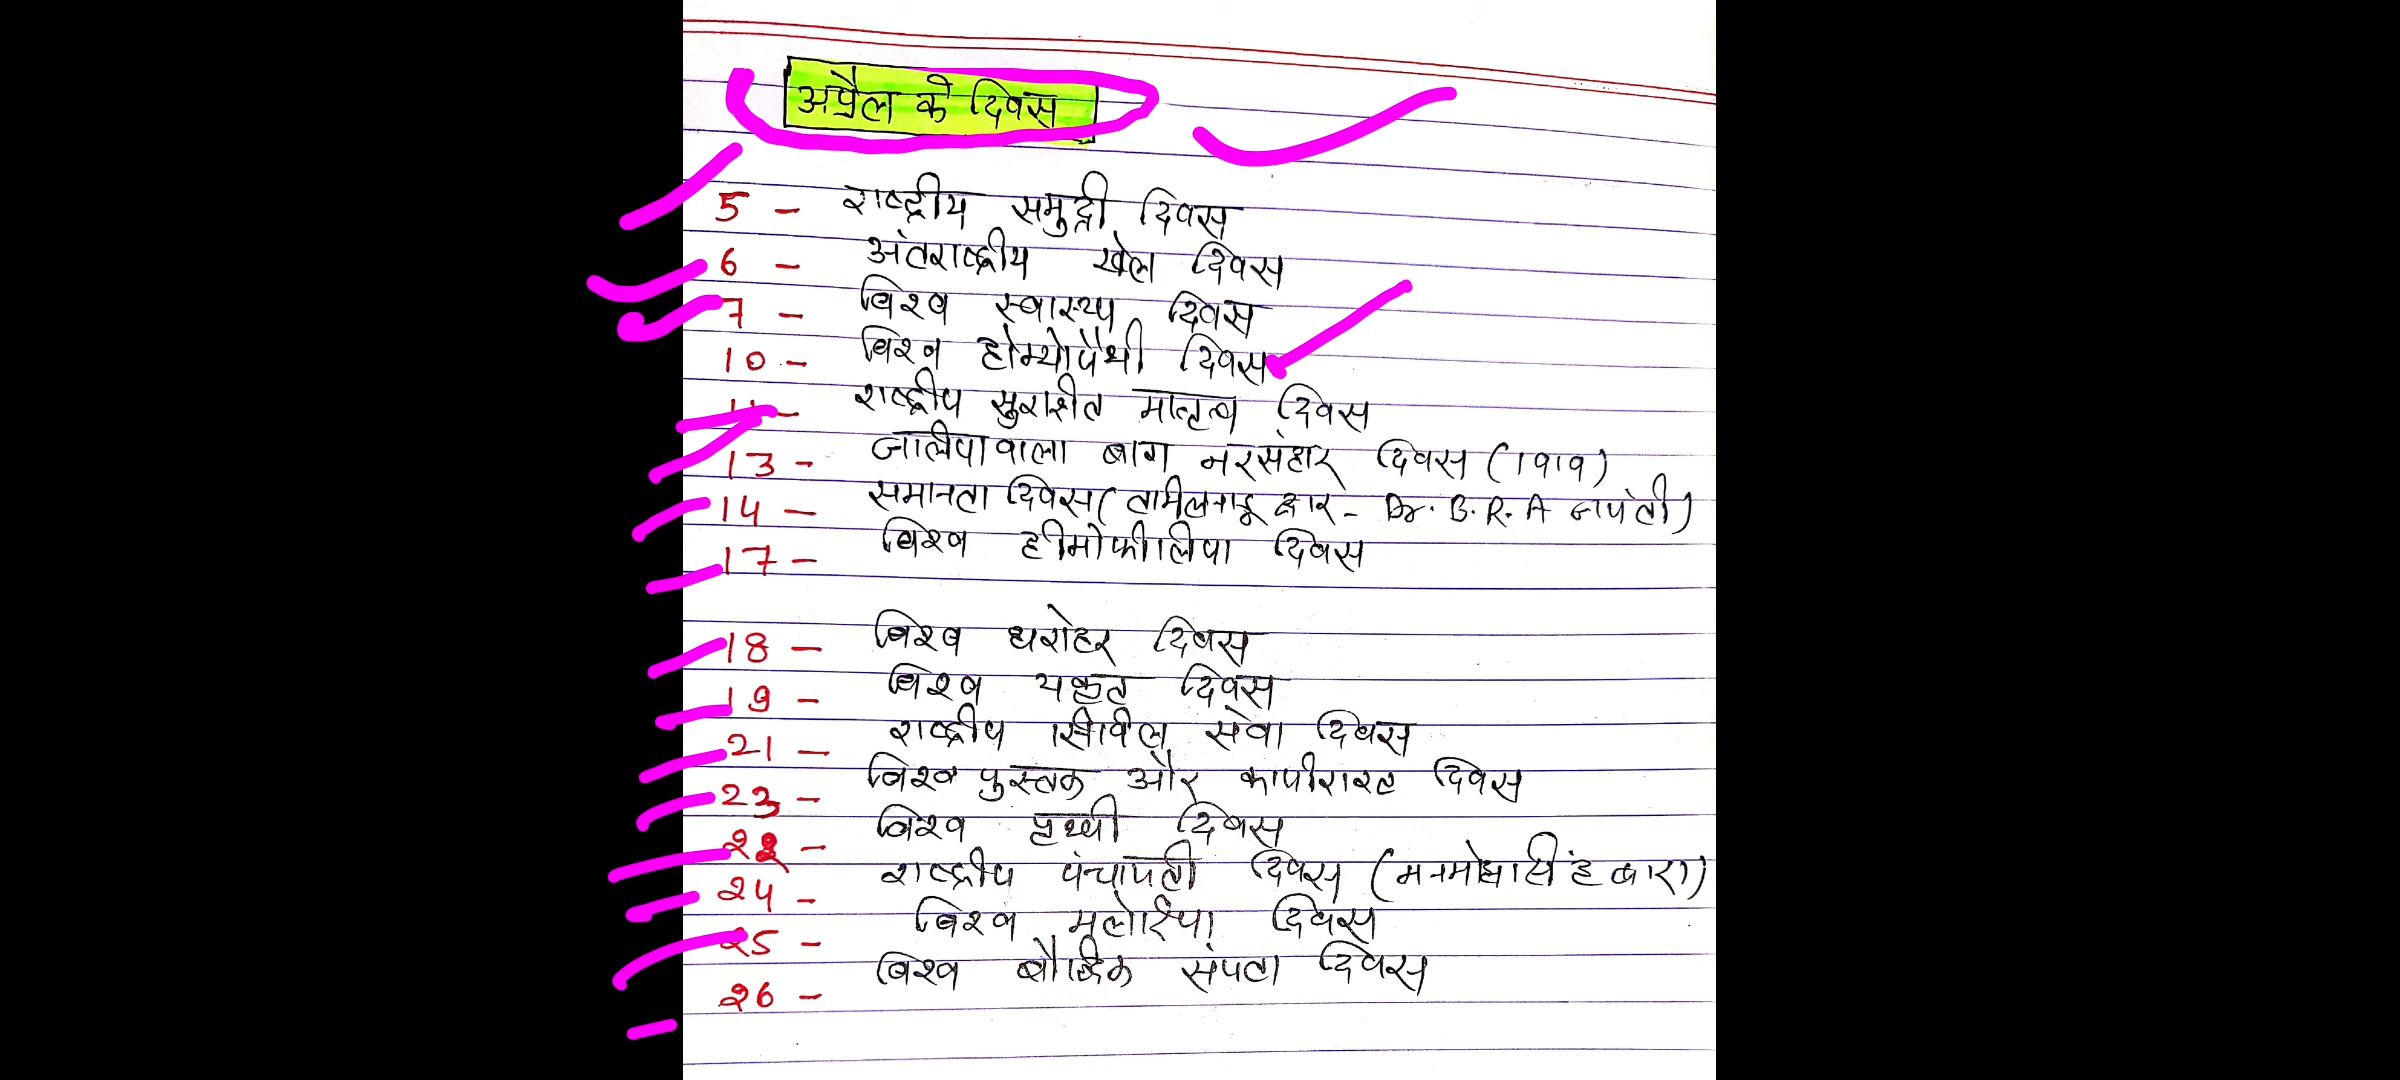 अप्रैल के दिवस
5 - राष्ट्रीय समुद्री दिवस
6 - अंतराष्ट्रीय खेल दिवस
7 - विश्व स्वास्थ्य दिवस
10 - विश्व होम्योपैथी दिवस
11 - राष्ट्रीय सुरक्षित मातृत्व दिवस
13 - जालियावाला बाग नरसंहार दिवस (1919)
14 - समानता दिवस (तामिलनाडू द्वारा - Dr. B. R. A जयंती)
17 - विश्व हीमोफीलिया दिवस
18 - विश्व धरोहर दिवस
19 - विश्व यकृत दिवस
21 - राष्ट्रीय सिविल सेवा दिवस
23 - विश्व पुस्तक और कापीराइट दिवस
22 - विश्व पृथ्वी दिवस
24 - राष्ट्रीय पंचायती दिवस ( द्वारा)
25 - विश्व मलेरिया दिवस
26 - विश्व बौद्धिक संपदा दिवस